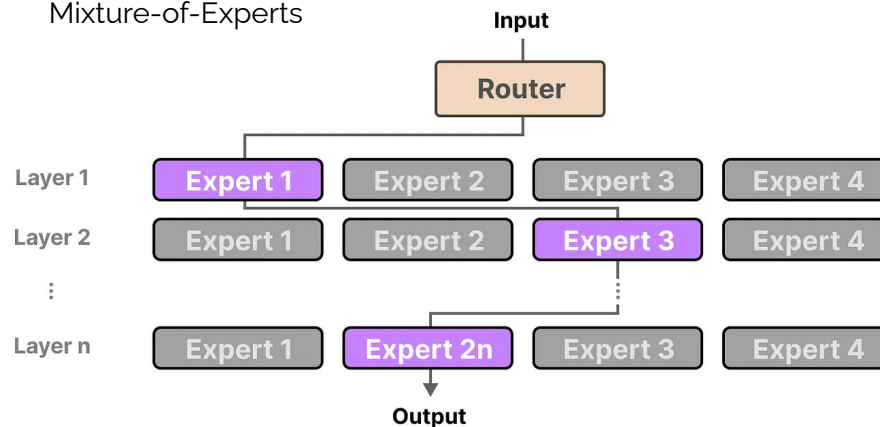 Mixture-of-Experts
Input
Router
Layer 1 Expert 1 Expert 2 Expert 3 Expert 4
Layer 2 Expert 1 Expert 2 Expert 3 Expert 4
Layer n Expert 1 Expert 2n Expert 3 Expert 4
Output